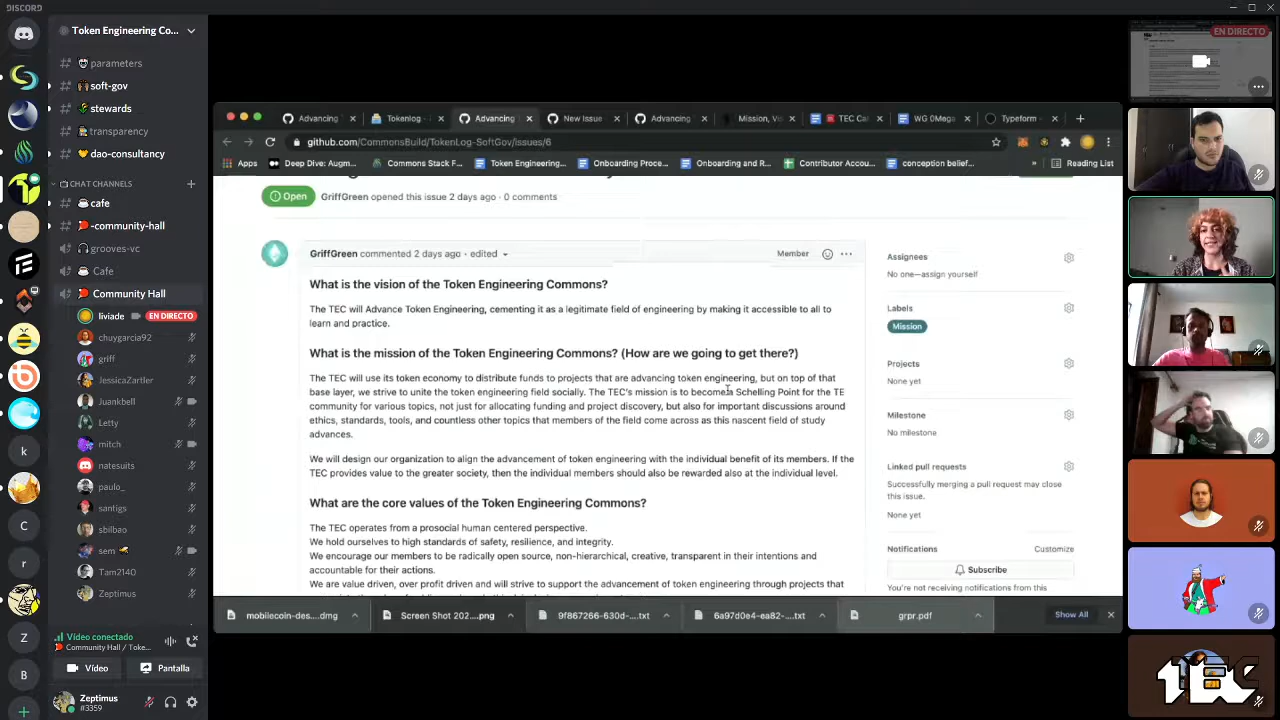 DISCORD
Token Engineering Co...
parameters
soft-gov
stewards
transparency
dao-consultancy
CHAT CHANNELS
cafe
-community-call
grooves-vc
Cafe
Community Hall
liviade
EN DIRECTO
chuygarcia92
griff
JessicaZartler
Juankbell
Letty
mitch
natesuits
paulo_
santigs
sbilbao
sem
Tam2140
Zeptimus
Vídeo conectado
Community Hall / Toke...
Vídeo
Pantalla
Zeptimus
#3359
C
Z
B
Advancing
Tokenlog -
Advancing
New Issue
Advancing
Mission, Vi
TEC Ca
WG 0Mega
Typeform -
github.com/CommonsBuild/TokenLog-SoftGov/issues/6
Apps
Deep Dive: Augm...
Commons Stack F...
Token Engineering...
Onboarding Proce...
Onboarding and R...
Contributor Accou...
conception belief...
»
Reading List
Open
GriffGreen opened this issue 2 days ago · 0 comments
GriffGreen commented 2 days ago · edited
Member
What is the vision of the Token Engineering Commons?
The TEC will Advance Token Engineering, cementing it as a legitimate field of engineering by making it accessible to all to
learn and practice.
What is the mission of the Token Engineering Commons? (How are we going to get there?)
The TEC will use its token economy to distribute funds to projects that are advancing token engineering, but on top of that
base layer, we strive to unite the token engineering field socially. The TEC's mission is to become a Schelling Point for the TE
community for various topics, not just for allocating funding and project discovery, but also for important discussions around
ethics, standards, tools, and countless other topics that members of the field come across as this nascent field of study
advances.
We will design our organization to align the advancement of token engineering with the individual benefit of its members. If the
TEC provides value to the greater society, then the individual members should also be rewarded also at the individual level.
What are the core values of the Token Engineering Commons?
The TEC operates from a prosocial human centered perspective.
We hold ourselves to high standards of safety, resilience, and integrity.
We encourage our members to be radically open source, non-hierarchical, creative, transparent in their intentions and
accountable for their actions.
We are value driven, over profit driven and will strive to support the advancement of token engineering through projects that
Assignees
No one—assign yourself
Labels
Mission
Projects
None yet
Milestone
No milestone
Linked pull requests
Successfully merging a pull request may close
this issue.
None yet
Notifications
Customize
Subscribe
You're not receiving notifications from this
mobilecoin-des....dmg
Screen Shot 202....png
9f867266-630d-....txt
6a97d0e4-ea82-....txt
grpr.pdf
Show All
EN DIRECTO
TEC